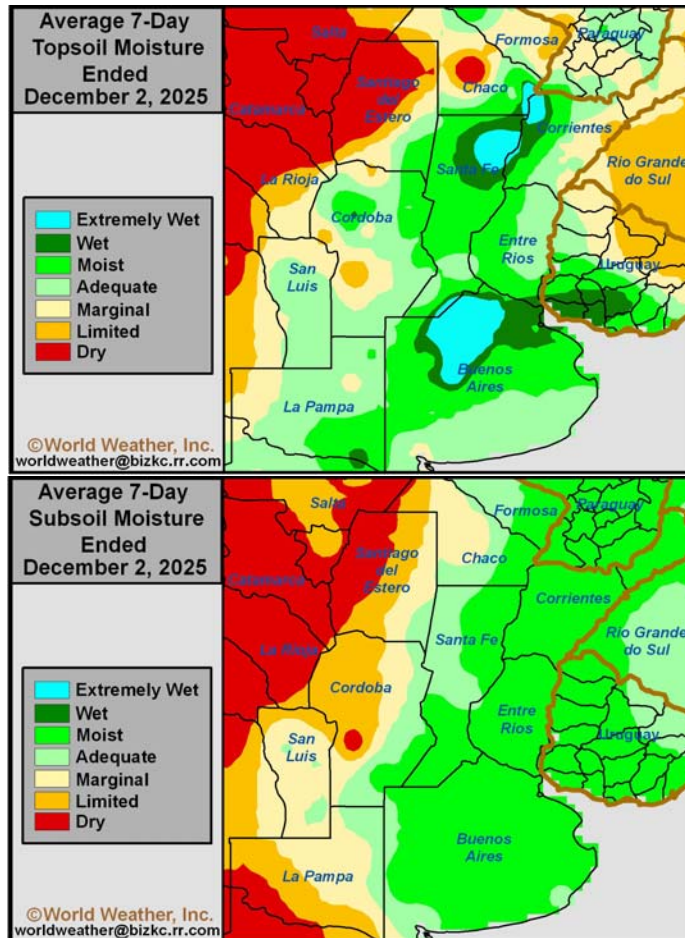 Average 7-Day
Topsoil Moisture
Ended
December 2, 2025
Extremely Wet
Wet
Moist
Adequate
Marginal
Limited
Dry
©World Weather, Inc.
worldweather@bizkc.rr.com
Salta
Formosa
Paraguay
Santiago
del
Estero
Chaco
Catamarca
Corrientes
La Rioja
Santa Fe
Rio Grande
do Sul
Cordoba
Entre
Rios
Uruguay
San
Luis
Buenos
Aires
La Pampa
Average 7-Day
Subsoil Moisture
Ended
December 2, 2025
Extremely Wet
Wet
Moist
Adequate
Marginal
Limited
Dry
©World Weather, Inc.
worldweather@bizkc.rr.com
Salta
Formosa
Paraguay
Santiago
del
Estero
Chaco
Catamarca
Corrientes
La Rioja
Santa Fe
Rio Grande
do Sul
Cordoba
Entre
Rios
Uruguay
San
Luis
Buenos
Aires
La Pampa